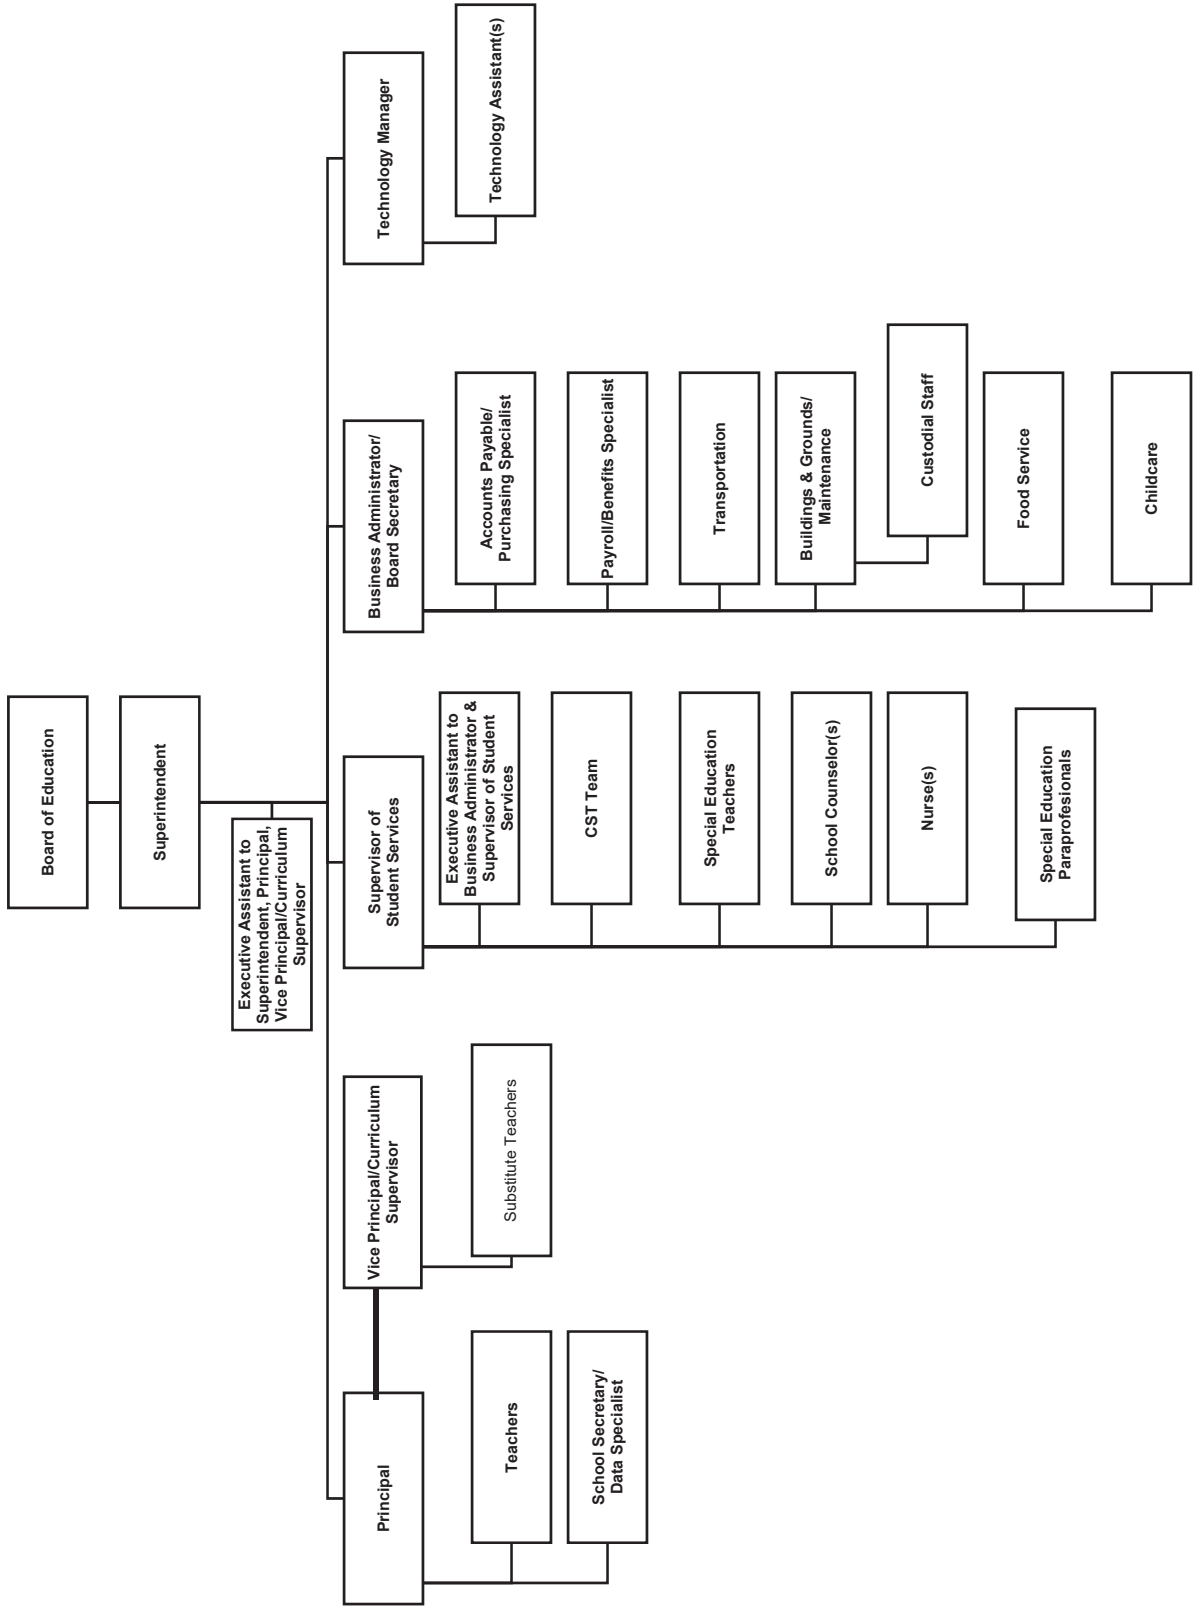 Board of Education
Superintendent
Executive Assistant to
Superintendent, Principal,
Vice Principal/Curriculum
Supervisor
Principal
Teachers
School Secretary/
Data Specialist
Vice Principal/Curriculum
Supervisor
Substitute Teachers
Supervisor of
Student Services
Executive Assistant to
Business Administrator &
Supervisor of Student
Services
CST Team
Special Education
Teachers
School Counselor(s)
Nurse(s)
Special Education
Paraprofesionals
Business Administrator/
Board Secretary
Accounts Payable/
Purchasing Specialist
Payroll/Benefits Specialist
Transportation
Buildings & Grounds/
Maintenance
Custodial Staff
Food Service
Childcare
Technology Manager
Technology Assistant(s)